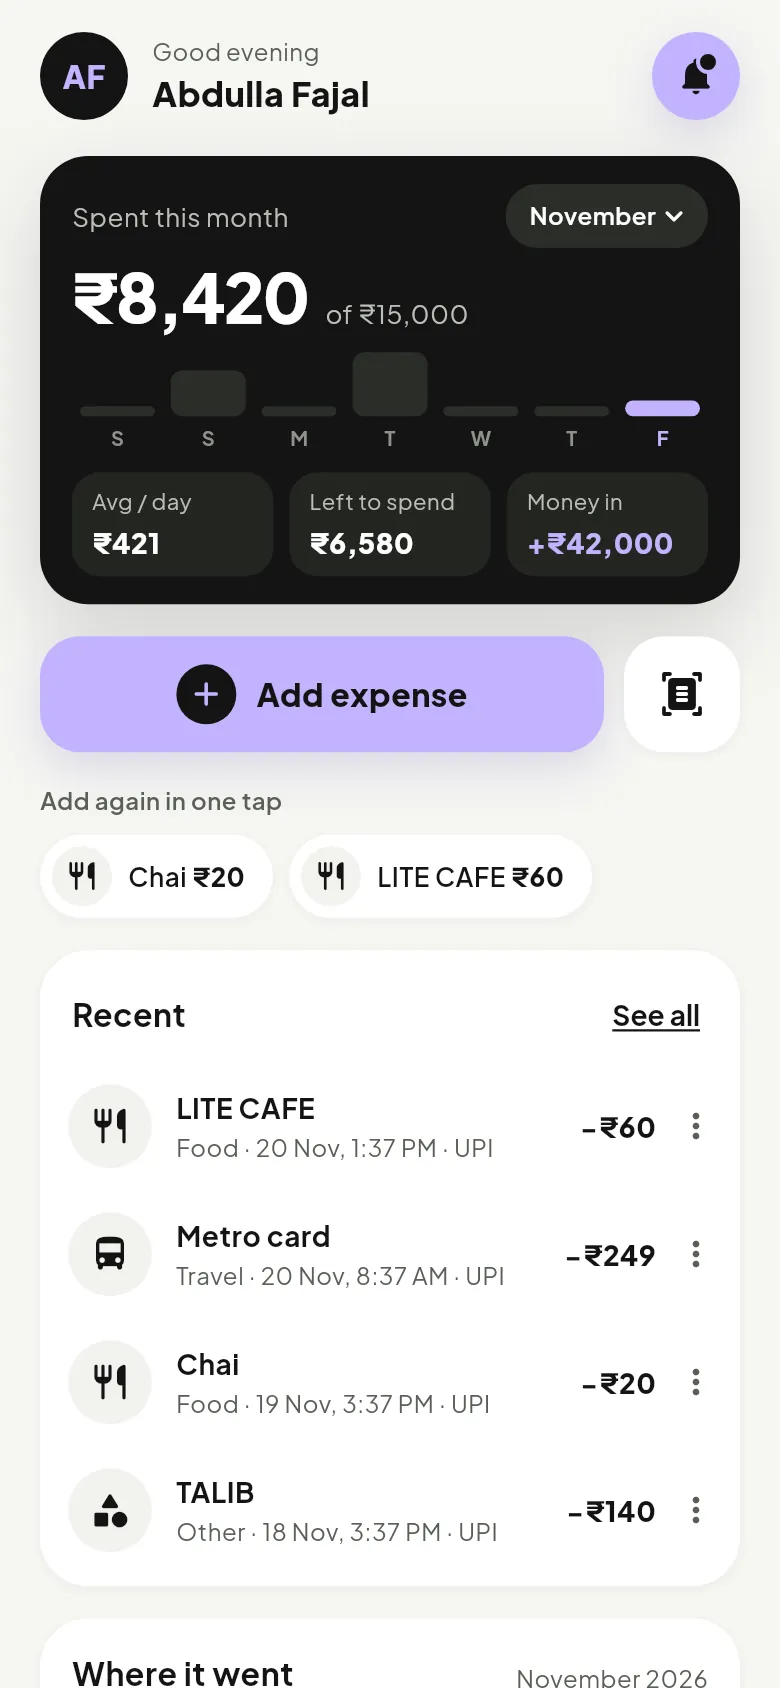 AF
Good evening
Abdulla Fajal
Spent this month
November
₹8,420 of ₹15,000
S S M T W T F
Avg / day
₹421
Left to spend
₹6,580
Money in
+₹42,000
Add expense
Add again in one tap
Chai ₹20
LITE CAFE ₹60
Recent
See all
LITE CAFE
Food · 20 Nov, 1:37 PM · UPI
-₹60
Metro card
Travel · 20 Nov, 8:37 AM · UPI
-₹249
Chai
Food · 19 Nov, 3:37 PM · UPI
-₹20
TALIB
Other · 18 Nov, 3:37 PM · UPI
-₹140
Where it went
November 2026